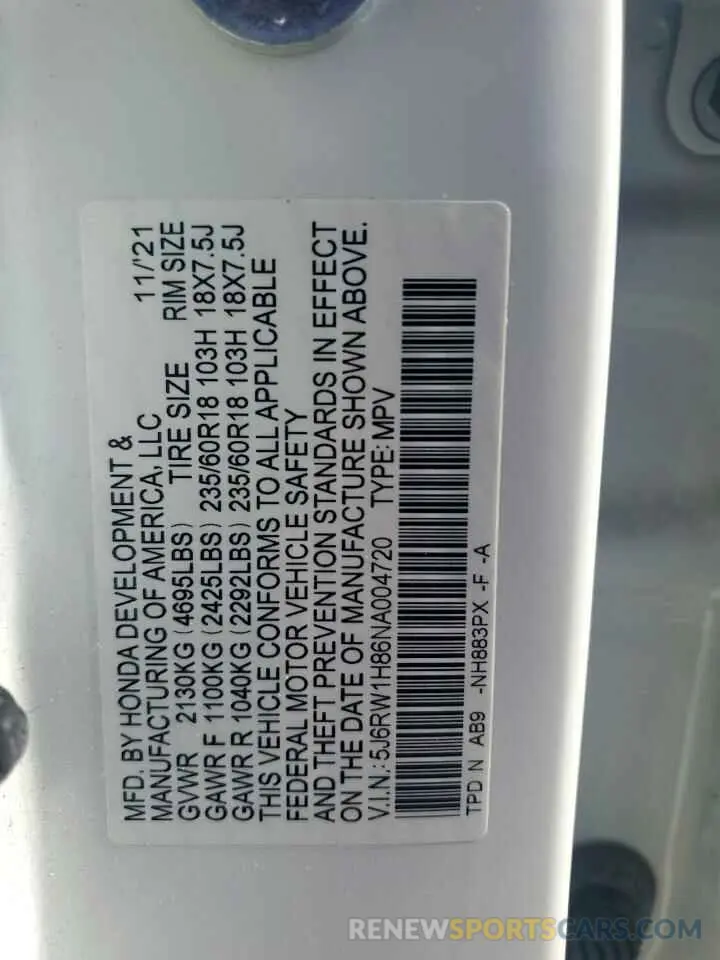 MFD. BY HONDA DEVELOPMENT &
MANUFACTURING OF AMERICA, LLC 11/'21
GVWR 2130KG (4695LBS) TIRE SIZE RIM SIZE
GAWR F 1100KG (2425LBS) 235/60R18 103H 18X7.5J
GAWR R 1040KG (2292LBS) 235/60R18 103H 18X7.5J
THIS VEHICLE CONFORMS TO ALL APPLICABLE
FEDERAL MOTOR VEHICLE SAFETY
AND THEFT PREVENTION STANDARDS IN EFFECT
ON THE DATE OF MANUFACTURE SHOWN ABOVE.
V.I.N.: 5J6RW1H86NA004720 TYPE: MPV
TPD N AB9 -NH883PX -F -A
RENEWSPORTSCARS.COM